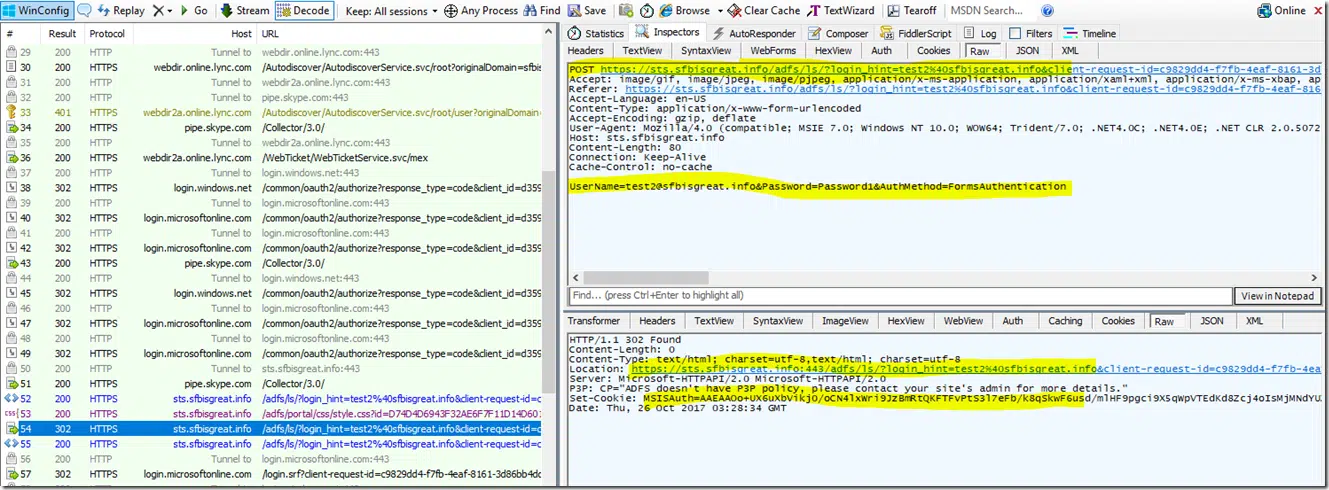 WinConfig Replay Go Stream Decode Keep: All sessions Any Process Find Save Browse Clear Cache TextWizard Tearoff MSDN Search... Online
# Result Protocol Host URL
29 200 HTTP Tunnel to webdir.online.lync.com:443
30 200 HTTPS webdir.online.lync.com /Autodiscover/AutodiscoverService.svc/root?originalDomain=sfbis
31 200 HTTP Tunnel to webdir2a.online.lync.com:443
32 200 HTTP Tunnel to pipe.skype.com:443
33 401 HTTPS webdir2a.online.lync.com /Autodiscover/AutodiscoverService.svc/root/user?originalDomain=
34 200 HTTPS pipe.skype.com /Collector/3.0/
35 200 HTTP Tunnel to webdir2a.online.lync.com:443
36 200 HTTPS webdir2a.online.lync.com /WebTicket/WebTicketService.svc/mex
37 200 HTTP Tunnel to login.windows.net:443
38 302 HTTPS login.windows.net /common/oauth2/authorize?response_type=code&client_id=d359
39 200 HTTP Tunnel to login.microsoftonline.com:443
40 302 HTTPS login.microsoftonline.com /common/oauth2/authorize?response_type=code&client_id=d359
41 200 HTTP Tunnel to login.microsoftonline.com:443
42 302 HTTPS login.microsoftonline.com /common/oauth2/authorize?response_type=code&client_id=d359
43 200 HTTPS pipe.skype.com /Collector/3.0/
44 200 HTTP Tunnel to login.windows.net:443
45 302 HTTPS login.windows.net /common/oauth2/authorize?response_type=code&client_id=d359
46 200 HTTP Tunnel to login.microsoftonline.com:443
47 302 HTTPS login.microsoftonline.com /common/oauth2/authorize?response_type=code&client_id=d359
48 200 HTTP Tunnel to login.microsoftonline.com:443
49 302 HTTPS login.microsoftonline.com /common/oauth2/authorize?response_type=code&client_id=d359
50 200 HTTP Tunnel to sts.sfbisgreat.info:443
51 200 HTTPS pipe.skype.com /Collector/3.0/
52 200 HTTPS sts.sfbisgreat.info /adfs/ls/?login_hint=test2%40sfbisgreat.info&client-request-id=c
53 200 HTTPS sts.sfbisgreat.info /adfs/portal/css/style.css?id=D74D4D6943F32AE6F7F11D14D601
54 302 HTTPS sts.sfbisgreat.info /adfs/ls/?login_hint=test2%40sfbisgreat.info&client-request-id=c
55 200 HTTPS sts.sfbisgreat.info /adfs/ls/?login_hint=test2%40sfbisgreat.info&client-request-id=c
56 200 HTTP Tunnel to login.microsoftonline.com:443
57 200 HTTPS login.microsoftonline.com /login.srf?client-request-id=c9829dd4-f7fb-4eaf-8161-3d86bb4dc
Statistics Inspectors AutoResponder Composer FiddlerScript Log Filters Timeline
Headers TextView SyntaxView WebForms HexView Auth Cookies Raw JSON XML
POST https://sts.sfbisgreat.info/adfs/ls/?login_hint=test2%40sfbisgreat.info&client-request-id=c9829dd4-f7fb-4eaf-8161-3d
Accept: image/gif, image/jpeg, image/pjpeg, application/x-ms-application, application/xaml+xml, application/x-ms-xbap, ap
Referer: https://sts.sfbisgreat.info/adfs/ls/?login_hint=test2%40sfbisgreat.info&client-request-id=c9829dd4-f7fb-4eaf-816
Accept-Language: en-US
Content-Type: application/x-www-form-urlencoded
Accept-Encoding: gzip, deflate
User-Agent: Mozilla/4.0 (compatible; MSIE 7.0; Windows NT 10.0; WOW64; Trident/7.0; .NET4.0C; .NET4.0E; .NET CLR 2.0.5072
Host: sts.sfbisgreat.info
Content-Length: 80
Connection: Keep-Alive
Cache-Control: no-cache
UserName=test2@sfbisgreat.info&Password=Password1&AuthMethod=FormsAuthentication
Find... (press Ctrl+Enter to highlight all) View in Notepad
Transformer Headers TextView SyntaxView ImageView HexView WebView Auth Caching Cookies Raw JSON XML
HTTP/1.1 302 Found
Content-Length: 0
Content-Type: text/html; charset=utf-8,text/html; charset=utf-8
Location: https://sts.sfbisgreat.info:443/adfs/ls/?login_hint=test2%40sfbisgreat.info&client-request-id=c9829dd4-f7fb-4ea
Server: Microsoft-HTTPAPI/2.0 Microsoft-HTTPAPI/2.0
P3P: CP="ADFS doesn't have P3P policy, please contact your site's admin for more details."
Set-Cookie:
Date: Thu, 26 Oct 2017 03:28:34 GMT